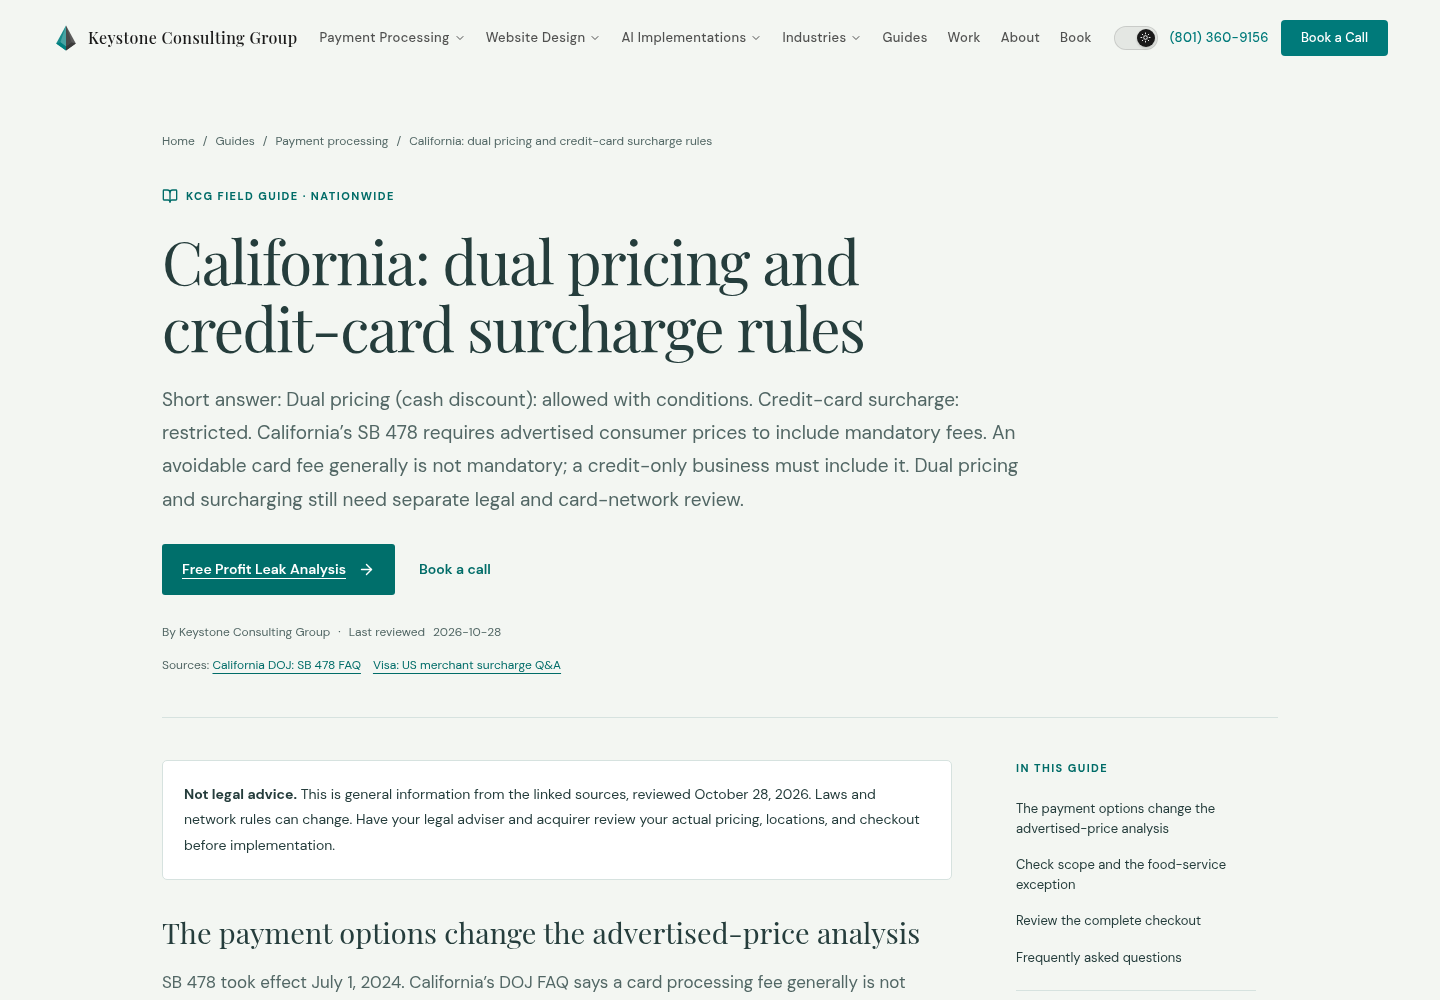 Keystone Consulting Group
Payment Processing
Website Design
AI Implementations
Industries
Guides
Work
About
Book
(801) 360-9156
Book a Call
Home / Guides / Payment processing / California: dual pricing and credit-card surcharge rules
KCG FIELD GUIDE · NATIONWIDE
California: dual pricing and
credit-card surcharge rules
Short answer: Dual pricing (cash discount): allowed with conditions. Credit-card surcharge:
restricted. California’s SB 478 requires advertised consumer prices to include mandatory fees. An
avoidable card fee generally is not mandatory; a credit-only business must include it. Dual pricing
and surcharging still need separate legal and card-network review.
Free Profit Leak Analysis
Book a call
By Keystone Consulting Group · Last reviewed 2026-10-28
Sources: California DOJ: SB 478 FAQ Visa: US merchant surcharge Q&A
Not legal advice. This is general information from the linked sources, reviewed October 28, 2026. Laws and
network rules can change. Have your legal adviser and acquirer review your actual pricing, locations, and checkout
before implementation.
The payment options change the advertised-price analysis
SB 478 took effect July 1, 2024. California’s DOJ FAQ says a card processing fee generally is not
IN THIS GUIDE
The payment options change the
advertised-price analysis
Check scope and the food-service
exception
Review the complete checkout
Frequently asked questions